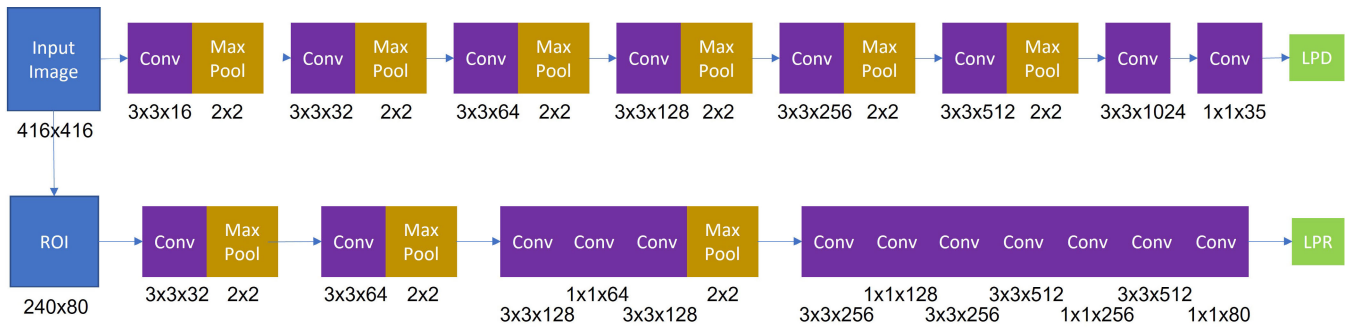 Input Image
416x416
Conv Max Pool
3x3x16 2x2
Conv Max Pool
3x3x32 2x2
Conv Max Pool
3x3x64 2x2
Conv Max Pool
3x3x128 2x2
Conv Max Pool
3x3x256 2x2
Conv Max Pool
3x3x512 2x2
Conv
3x3x1024
Conv
1x1x35
LPD
ROI
240x80
Conv Max Pool
3x3x32 2x2
Conv Max Pool
3x3x64 2x2
Conv Conv Conv Max Pool
1x1x64 2x2
3x3x128 3x3x128
Conv Conv Conv Conv Conv Conv Conv
1x1x128 3x3x512 3x3x512
3x3x256 3x3x256 1x1x256 1x1x80
LPR